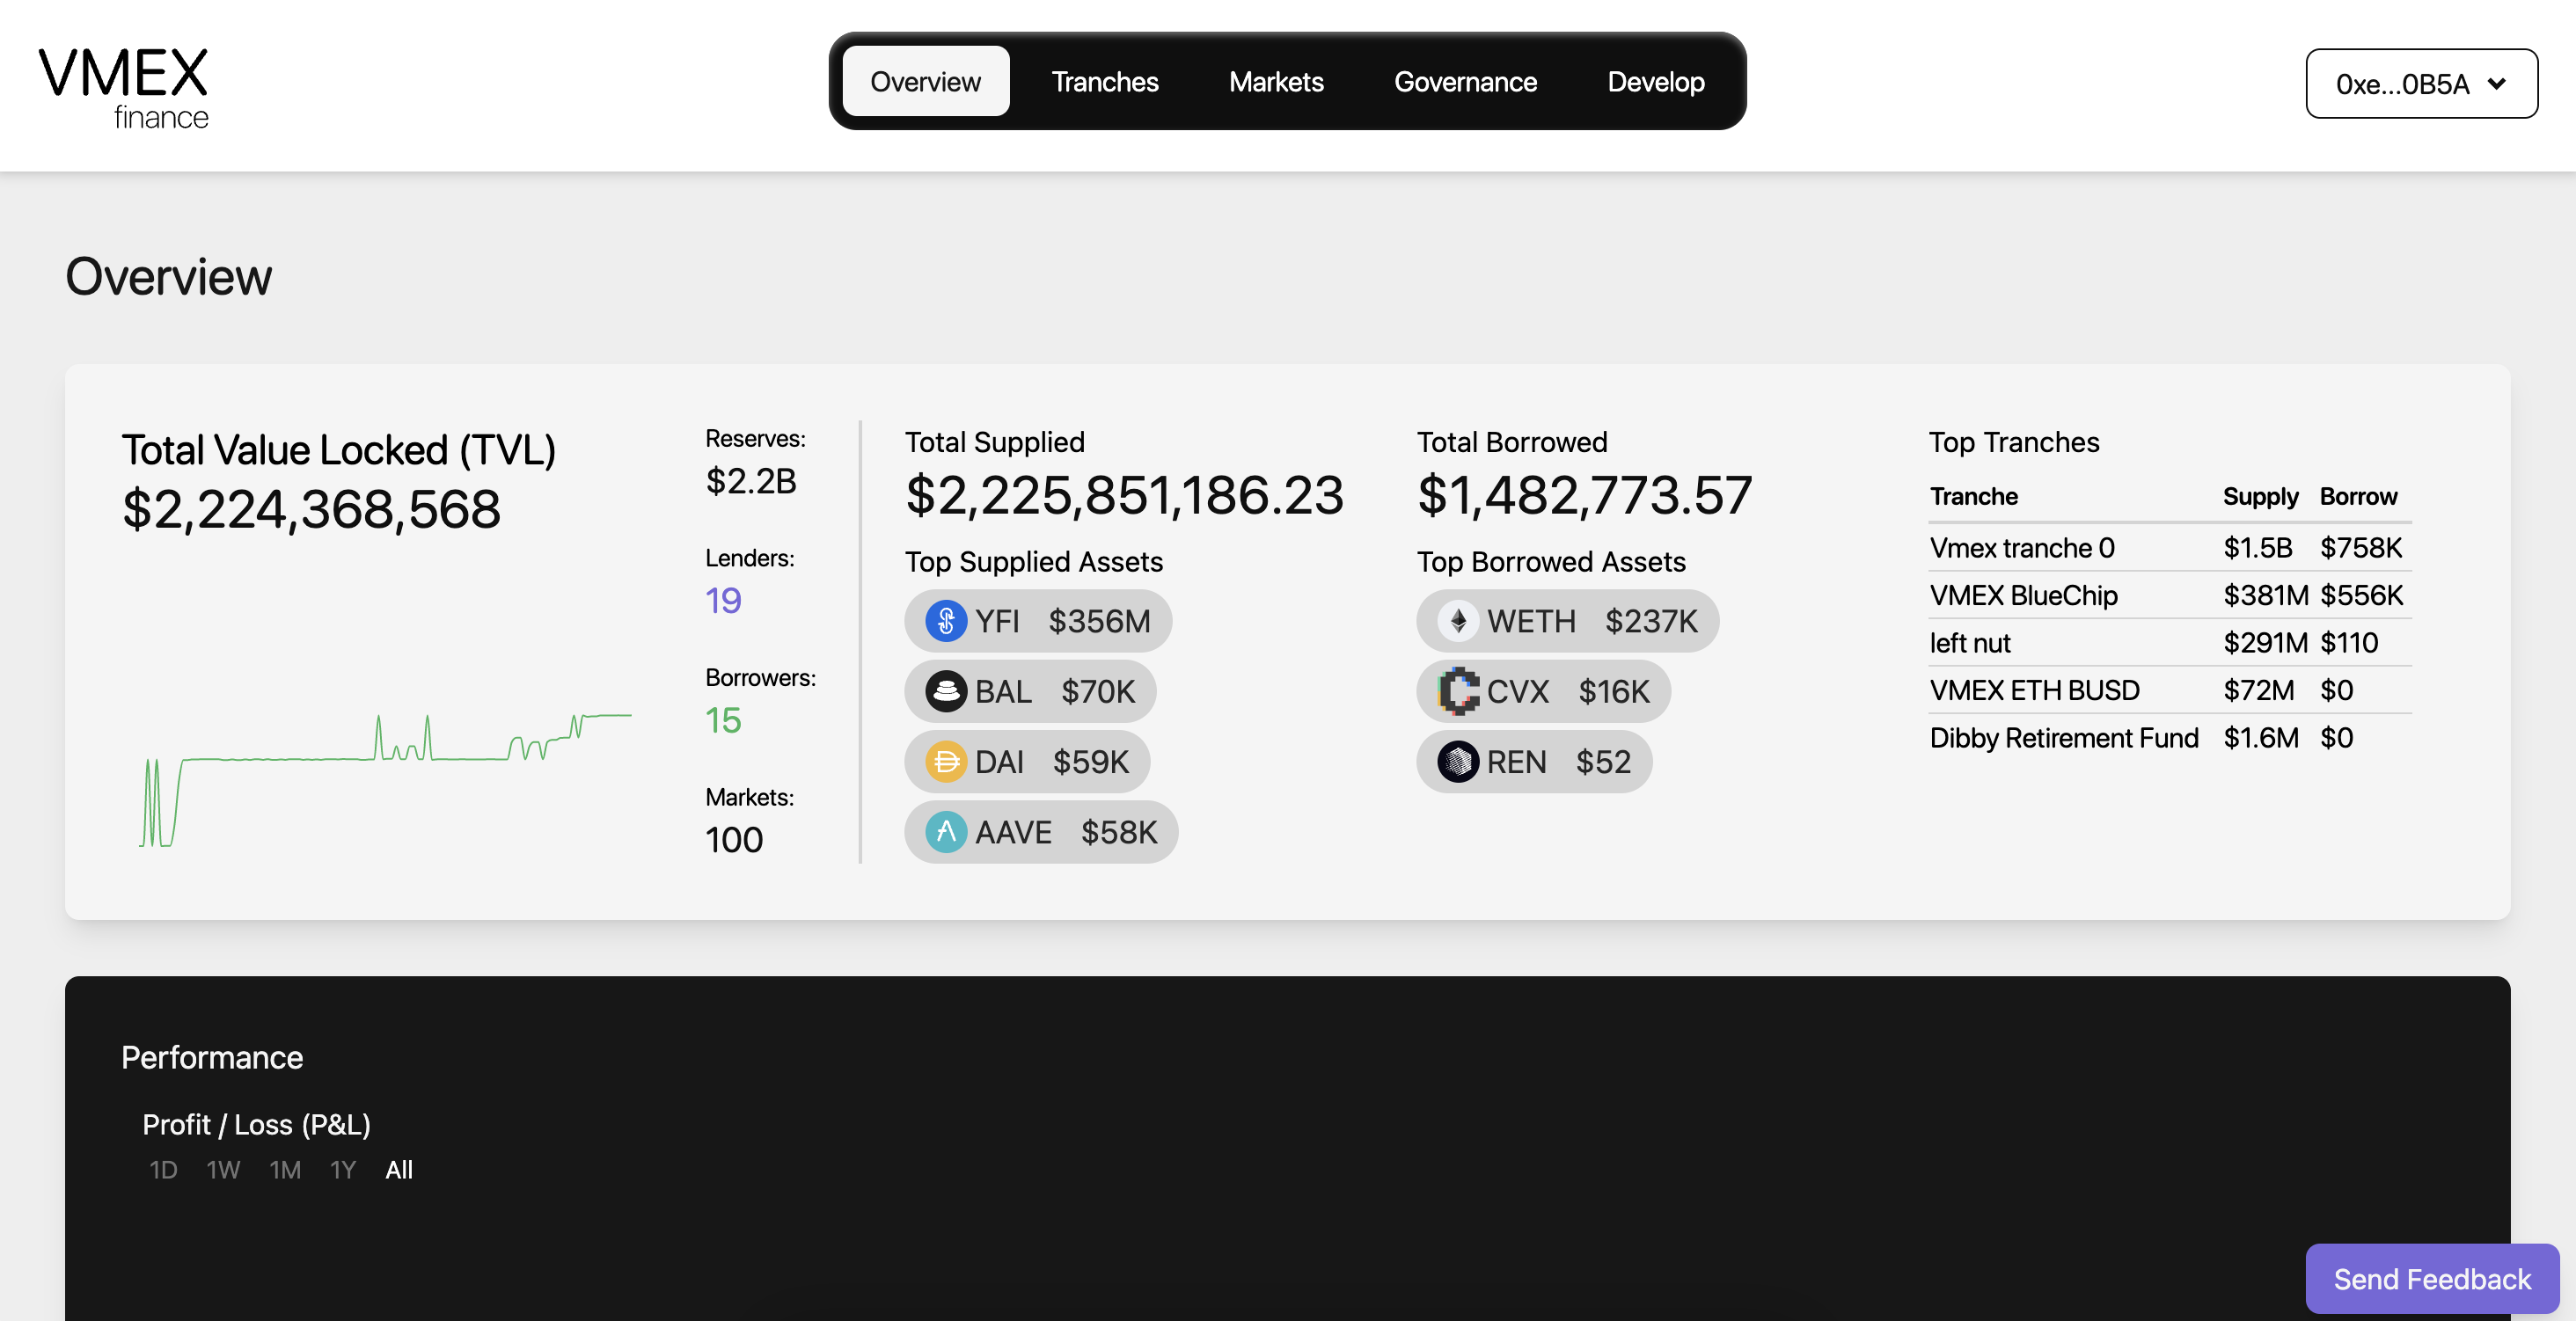 VMEX
finance
Overview
Tranches
Markets
Governance
Develop
0xe...0B5A
Overview
Total Value Locked (TVL)
$2,224,368,568
Reserves:
$2.2B
Lenders:
19
Borrowers:
15
Markets:
100
Total Supplied
$2,225,851,186.23
Top Supplied Assets
YFI $356M
BAL $70K
DAI $59K
AAVE $58K
Total Borrowed
$1,482,773.57
Top Borrowed Assets
WETH $237K
CVX $16K
REN $52
Top Tranches
Tranche Supply Borrow
Vmex tranche 0 $1.5B $758K
VMEX BlueChip $381M $556K
left nut $291M $110
VMEX ETH BUSD $72M $0
Dibby Retirement Fund $1.6M $0
Performance
Profit / Loss (P&L)
1D 1W 1M 1Y All
Send Feedback